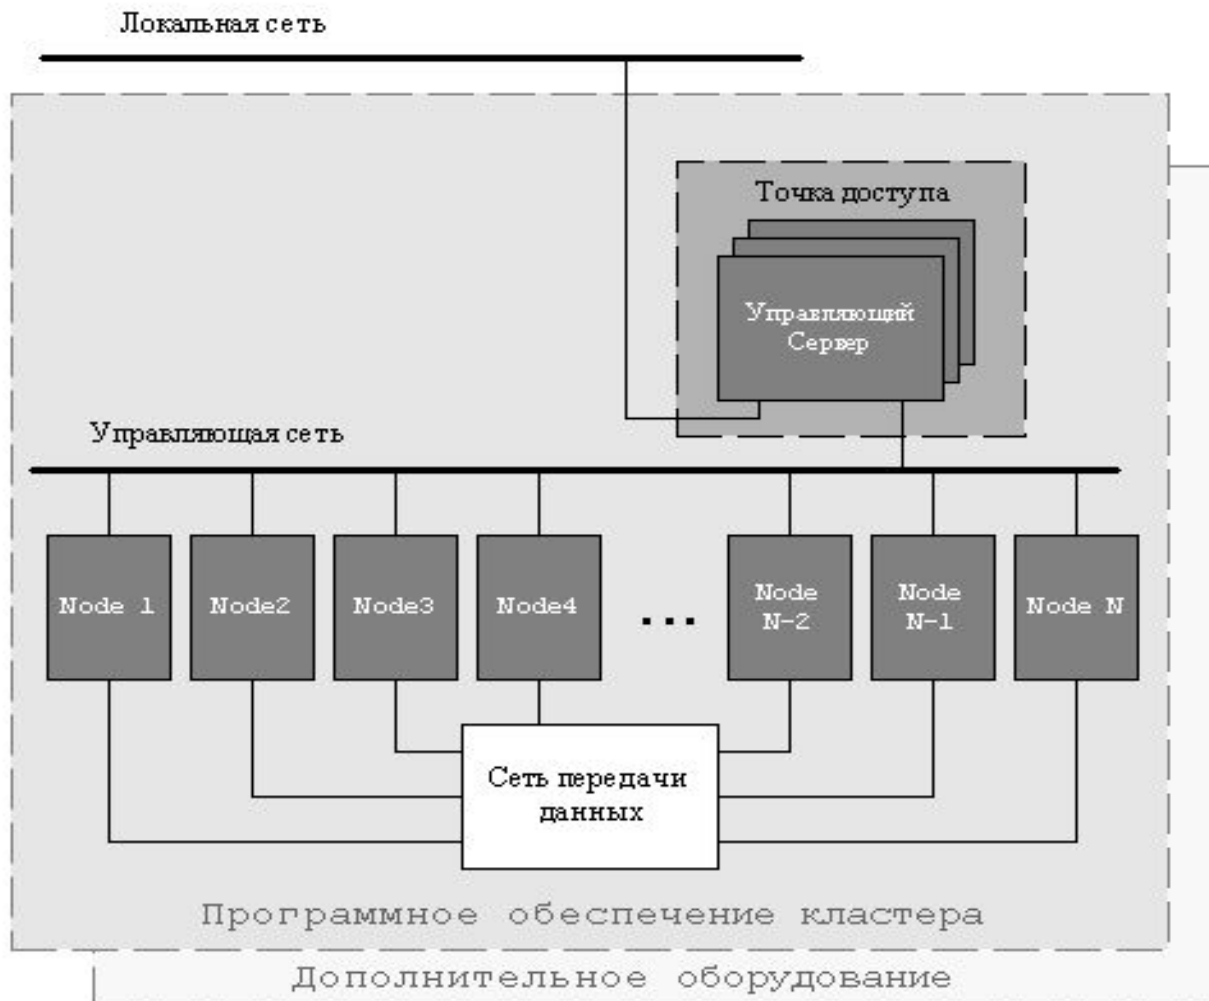 Локальная сеть
Точка доступа
Управляющий
Сервер
Управляющая сеть
Node 1
Node2
Node3
Node4
...
Node
N-2
Node
N-1
Node N
Сеть передачи
данных
Программное обеспечение кластера
Дополнительное оборудование